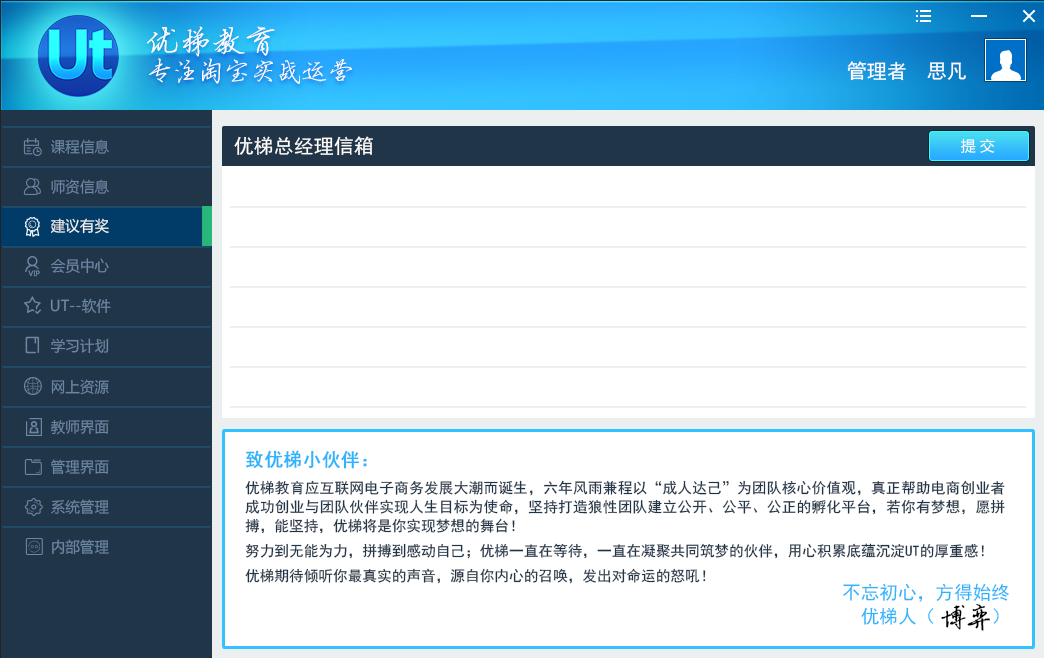 Ut
优梯教育
专注淘宝实战运营
管理者 思凡
课程信息
师资信息
建议有奖
VIP
会员中心
UT--软件
学习计划
网上资源
教师界面
管理界面
系统管理
内部管理
优梯总经理信箱
提交
致优梯小伙伴：
优梯教育应互联网电子商务发展大潮而诞生，六年风雨兼程以“成人达己”为团队核心价值观，真正帮助电商创业者
成功创业与团队伙伴实现人生目标为使命，坚持打造狼性团队建立公开、公平、公正的孵化平台，若你有梦想，愿拼
搏，能坚持，优梯将是你实现梦想的舞台！
努力到无能为力，拼搏到感动自己；优梯一直在等待，一直在凝聚共同筑梦的伙伴，用心积累底蕴沉淀UT的厚重感！
优梯期待倾听你最真实的声音，源自你内心的召唤，发出对命运的怒吼！
不忘初心，方得始终
优梯人（博弈）